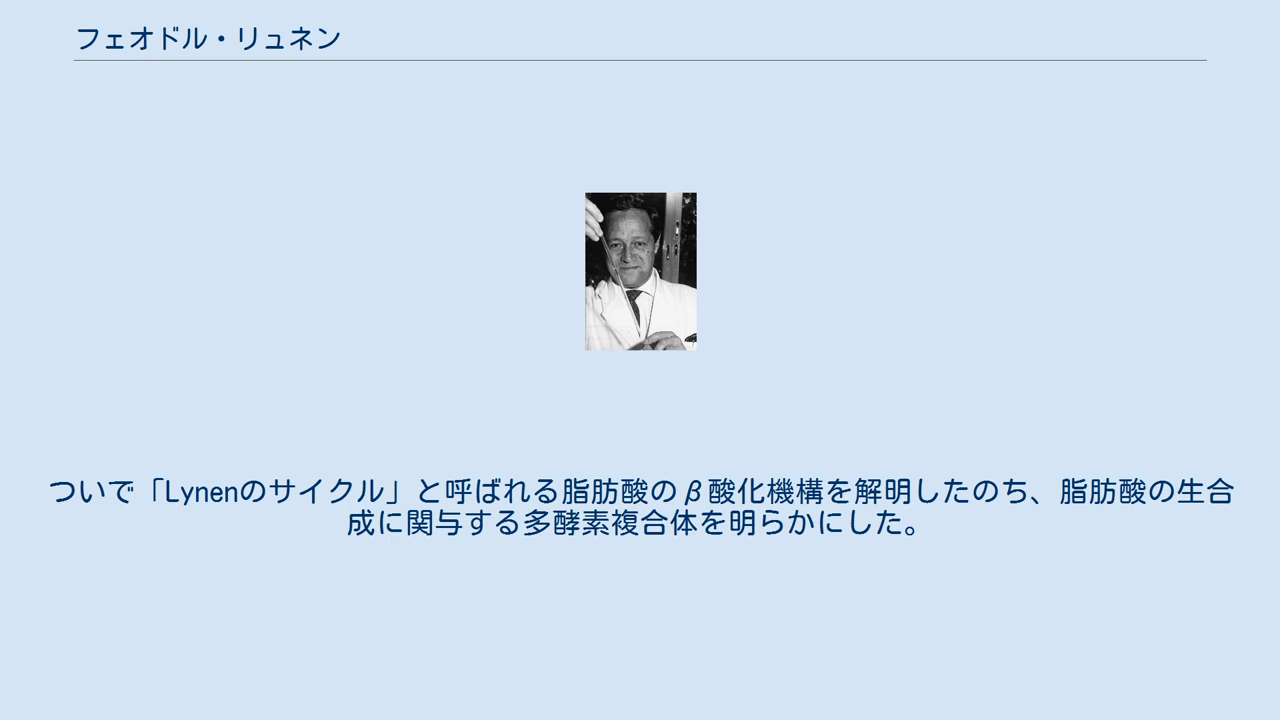 フェオドル・リュネン
ついで「Lynenのサイクル」と呼ばれる脂肪酸のβ酸化機構を解明したのち、脂肪酸の生合
成に関与する多酵素複合体を明らかにした。